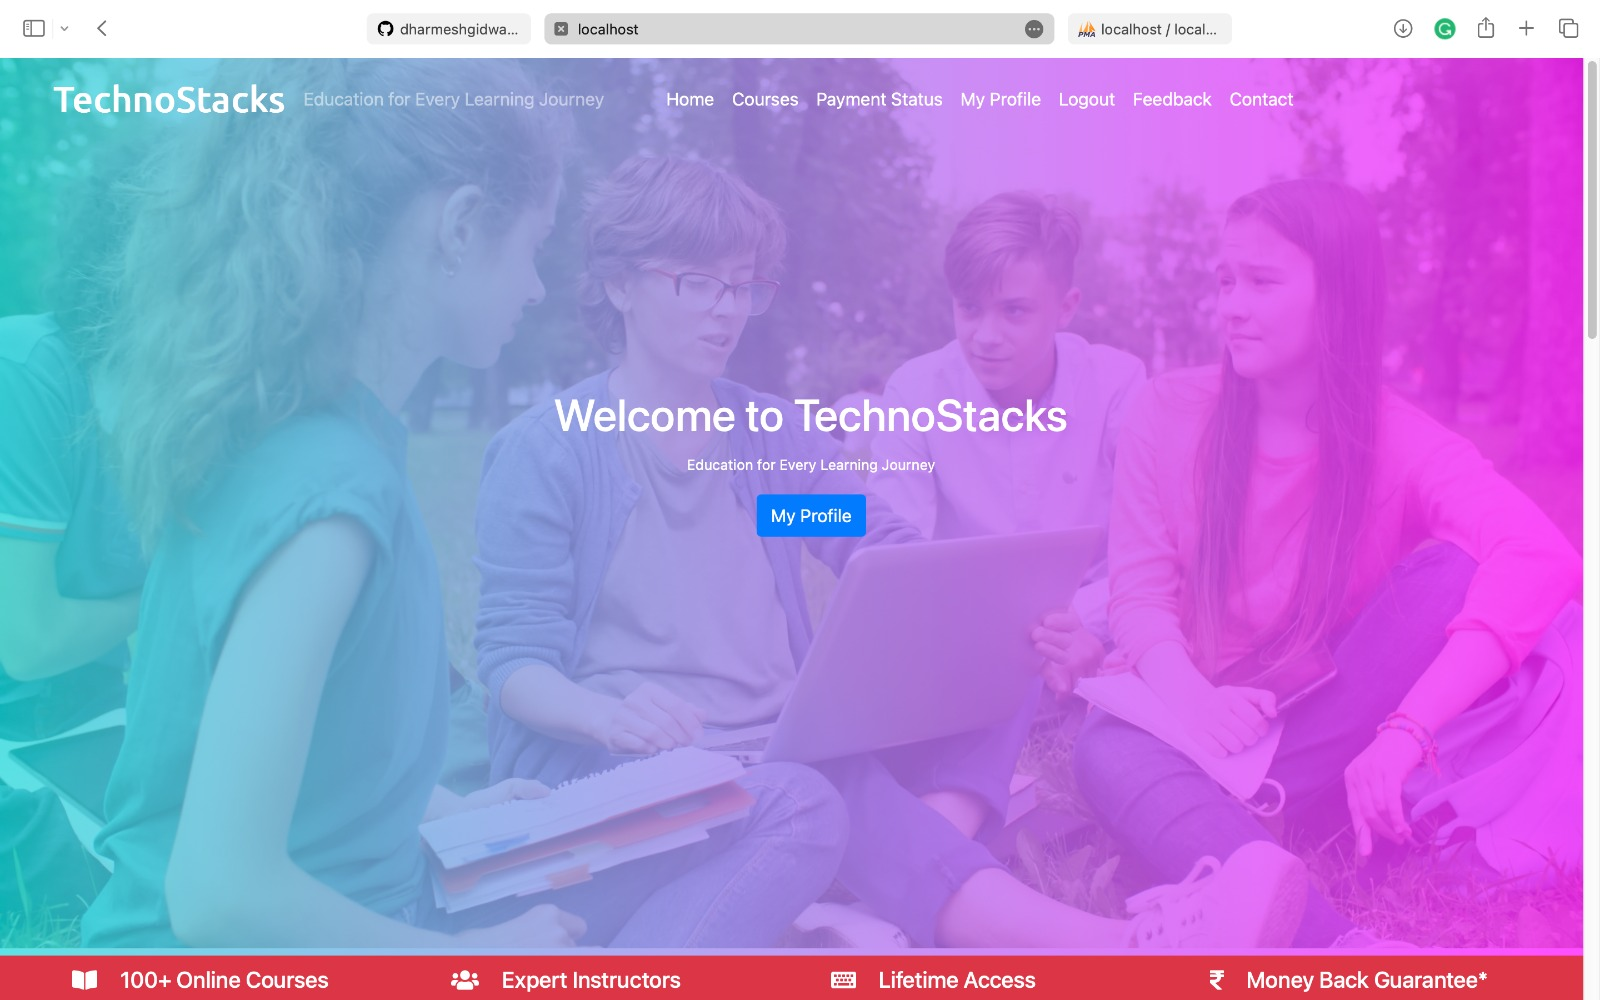 dharmeshgidwa...
localhost
PMA localhost / local...
TechnoStacks Education for Every Learning Journey Home Courses Payment Status My Profile Logout Feedback Contact
Welcome to TechnoStacks
Education for Every Learning Journey
My Profile
100+ Online Courses
Expert Instructors
Lifetime Access
₹ Money Back Guarantee*